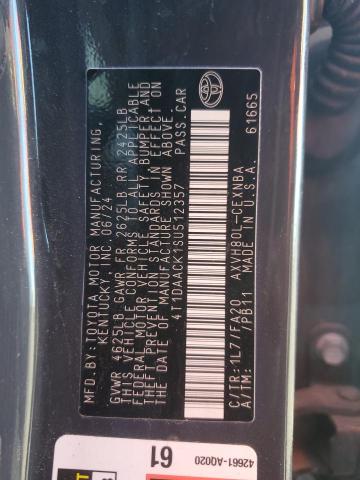 MFD.BY:TOYOTA MOTOR MANUFACTURING,
KENTUCKY, INC. 06/24
GVWR 4625LB GAWR FR 2625LB RR 2425LB
THIS VEHICLE CONFORMS TO ALL APPLICABLE
FEDERAL MOTOR VEHICLE SAFETY, BUMPER AND
THEFT PREVENTION STANDARDS IN EFFECT ON
THE DATE OF MANUFACTURE SHOWN ABOVE.
4T1DAACK1SU512357 PASS.CAR
C/TR:1L7/FA20 AXVH80L-CEXNBA
A/TM: /PB11 MADE IN U.S.A.
61665
42661-AQ020
61